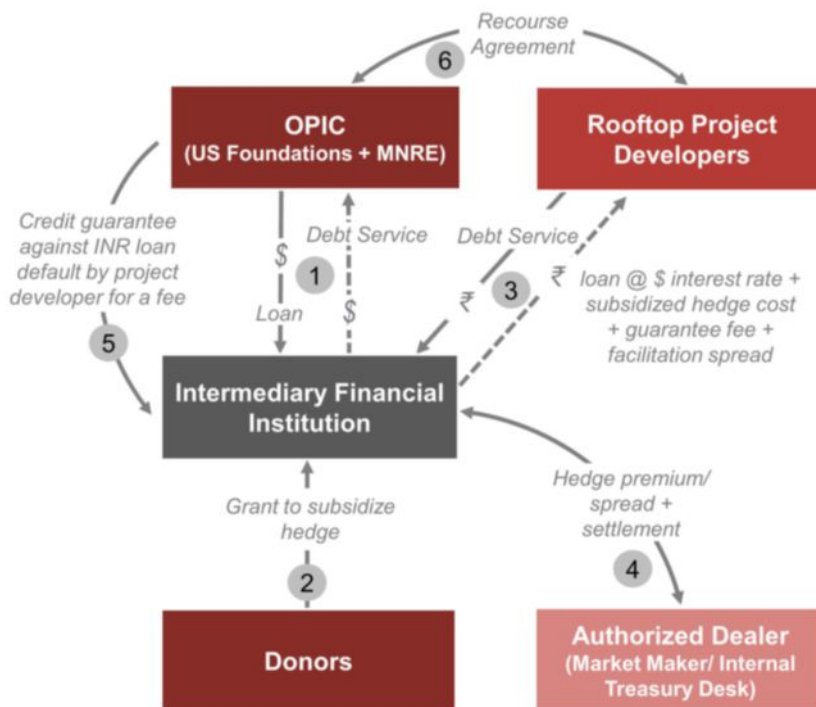 Recourse
Agreement
6
OPIC
(US Foundations + MNRE)
Rooftop Project
Developers
Credit guarantee
against INR loan
default by project
developer for a fee
5
$
Loan
1
Debt Service
$
Debt Service
₹
3
₹
loan @ $ interest rate +
subsidized hedge cost
+ guarantee fee +
facilitation spread
Intermediary Financial
Institution
Grant to subsidize
hedge
2
Hedge premium/
spread +
settlement
4
Donors
Authorized Dealer
(Market Maker/ Internal
Treasury Desk)